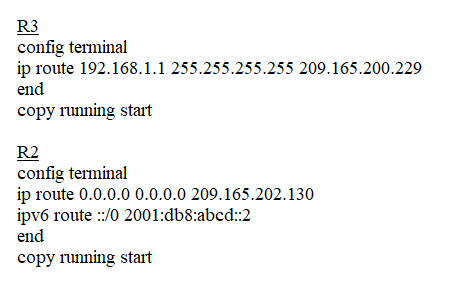 R3
config terminal
ip route 192.168.1.1 255.255.255.255 209.165.200.229
end
copy running start
R2
config terminal
ip route 0.0.0.0 0.0.0.0 209.165.202.130
ipv6 route ::/0 2001:db8:abcd::2
end
copy running start